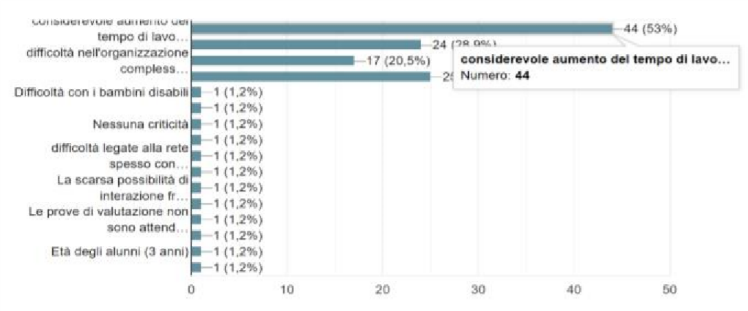 considerevole aumento del
tempo di lavo…
44 (53%)
24 (28,9%)
difficoltà nell'organizzazione
compless…
17 (20,5%)
considerevole aumento del tempo di lavo…
Numero: 44
Difficoltà con i bambini disabili
1 (1,2%)
1 (1,2%)
Nessuna criticità
1 (1,2%)
1 (1,2%)
difficoltà legate alla rete
spesso con…
1 (1,2%)
1 (1,2%)
La scarsa possibilità di
interazione fr…
1 (1,2%)
1 (1,2%)
Le prove di valutazione non
sono attend…
1 (1,2%)
1 (1,2%)
Età degli alunni (3 anni)
1 (1,2%)
1 (1,2%)
0 10 20 30 40 50